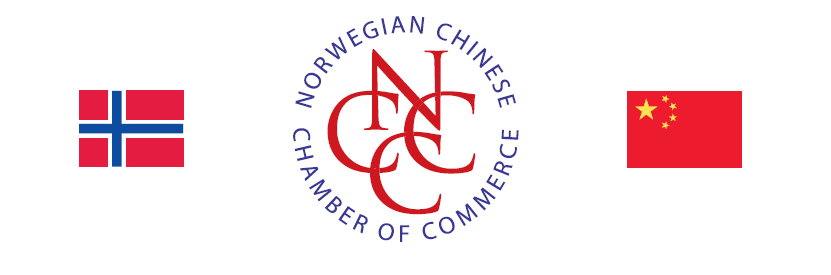 NORWEGIAN CHINESE
CHAMBER OF COMMERCE
NCCC